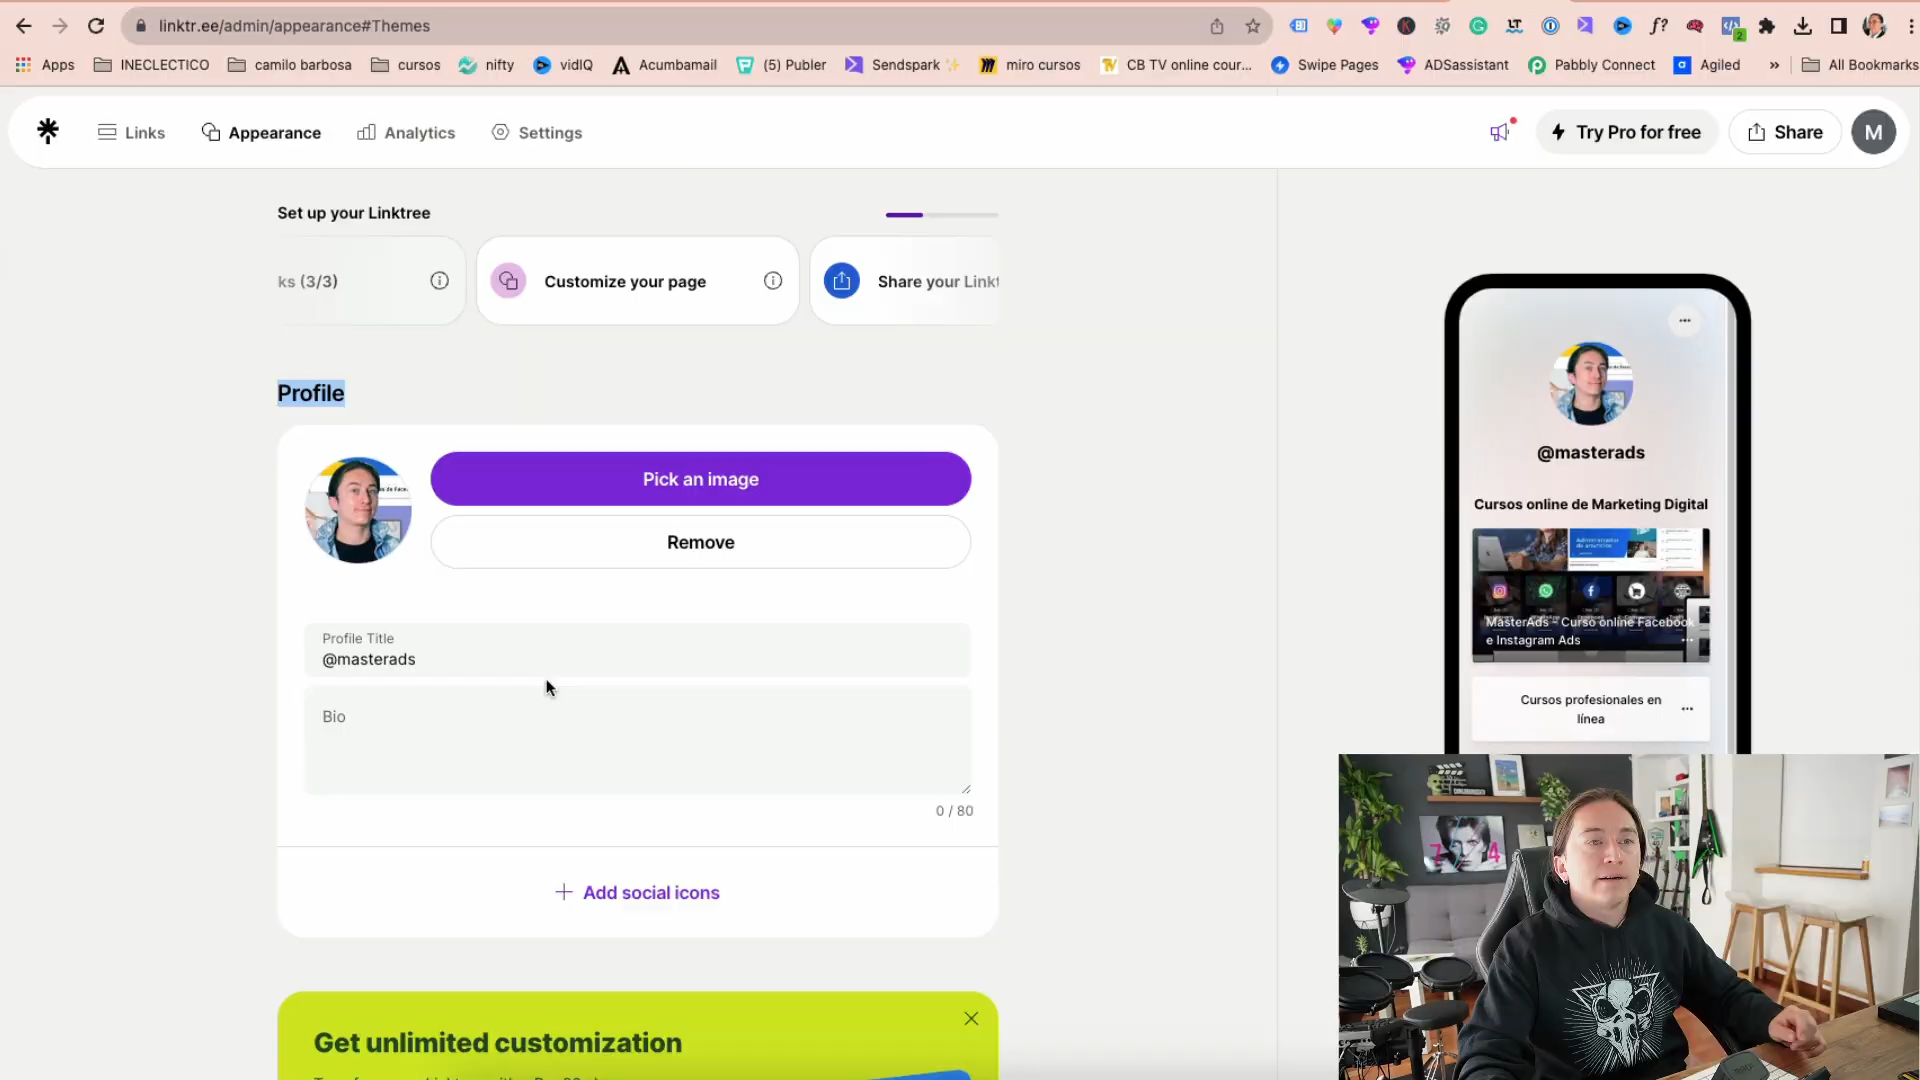 linktr.ee/admin/appearance#Themes
Apps
INECLECTICO
camilo barbosa
cursos
nifty
vidIQ
Acumbamail
(5) Publer
Sendspark
miro cursos
CB TV online cour...
Swipe Pages
ADSassistant
Pabbly Connect
Agiled
»
All Bookmarks
Links
Appearance
Analytics
Settings
Try Pro for free
Share
M
Set up your Linktree
ks (3/3)
Customize your page
Share your Linkt
Profile
Pick an image
Remove
Profile Title
@masterads
Bio
0 / 80
+ Add social icons
Get unlimited customization
@masterads
Cursos online de Marketing Digital
MasterAds - Curso online Facebook
e Instagram Ads
Cursos profesionales en
línea